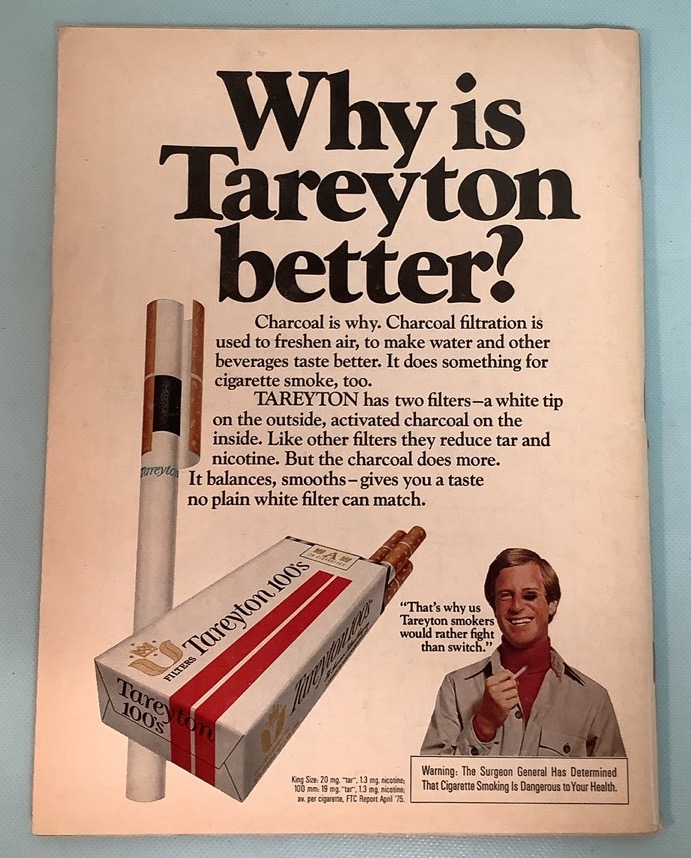 Why is
Tareyton
better?
Charcoal is why. Charcoal filtration is
used to freshen air, to make water and other
beverages taste better. It does something for
cigarette smoke, too.
TAREYTON has two filters—a white tip
on the outside, activated charcoal on the
inside. Like other filters they reduce tar and
nicotine. But the charcoal does more.
It balances, smooths—gives you a taste
no plain white filter can match.
Tareyton
Tareyton 100's
FILTERS
Tareyton 100's
Tareyton
100's
"That's why us
Tareyton smokers
would rather fight
than switch."
King Size: 20 mg. "tar", 1.3 mg. nicotine;
100 mm: 19 mg. "tar", 1.3 mg. nicotine;
av. per cigarette, FTC Report April '75.
Warning: The Surgeon General Has Determined
That Cigarette Smoking Is Dangerous to Your Health.